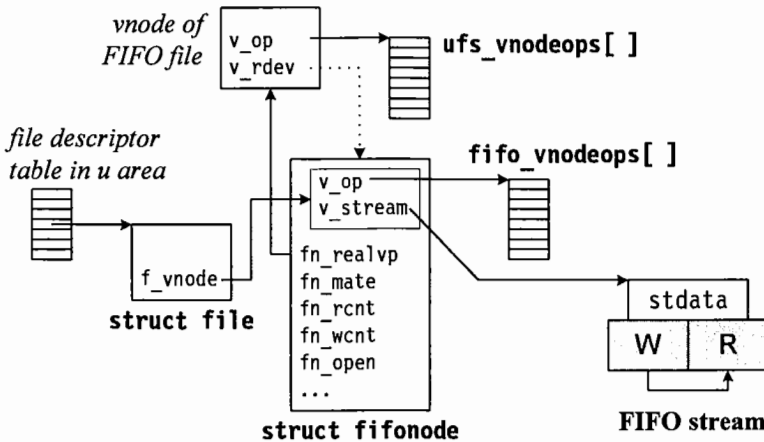 vnode of
FIFO file
v_op
v_rdev
ufs_vnodeops[ ]
file descriptor
table in u area
fifo_vnodeops[ ]
v_op
v_stream
f_vnode
struct file
fn_realvp
fn_mate
fn_rcnt
fn_wcnt
fn_open
...
struct fifonode
stdata
W R
FIFO stream